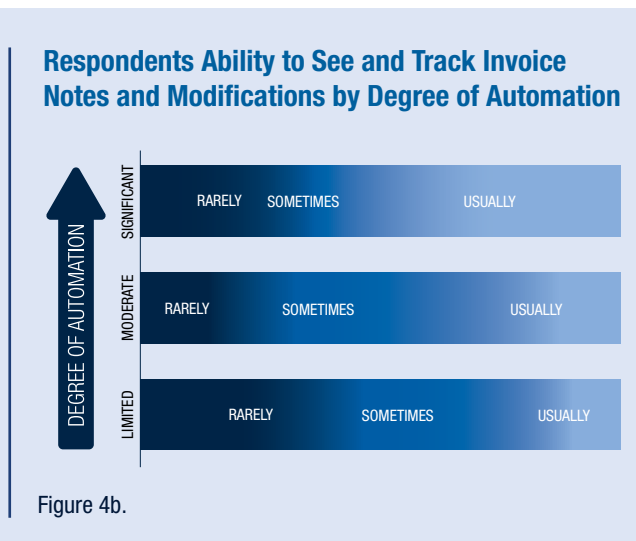 Respondents Ability to See and Track Invoice
Notes and Modifications by Degree of Automation
DEGREE OF AUTOMATION
SIGNIFICANT
RARELY SOMETIMES USUALLY
MODERATE
RARELY SOMETIMES USUALLY
LIMITED
RARELY SOMETIMES USUALLY
Figure 4b.